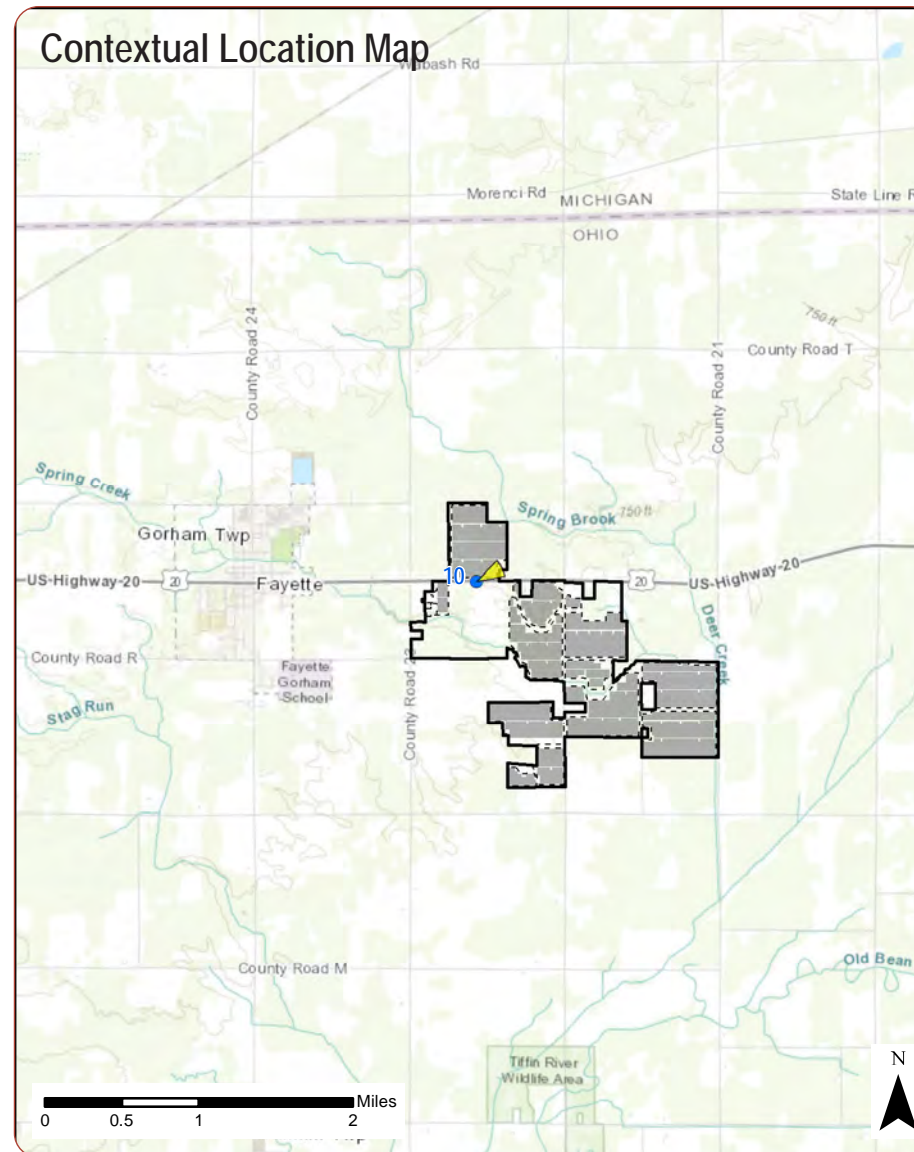 Contextual Location Map
Wabash Rd
Morenci Rd
MICHIGAN
State Line R
OHIO
County Road 24
750 ft
County Road T
County Road 21
Spring Creek
Spring Brook
750 ft
Gorham Twp
US-Highway-20
20
Fayette
10
20
US-Highway-20
Deer Creek
County Road R
Fayette
Gorham
School
County Road 23
Stag Run
County Road M
Old Bean
Tiffin River
Wildlife Area
N
Miles
0
0.5
1
2